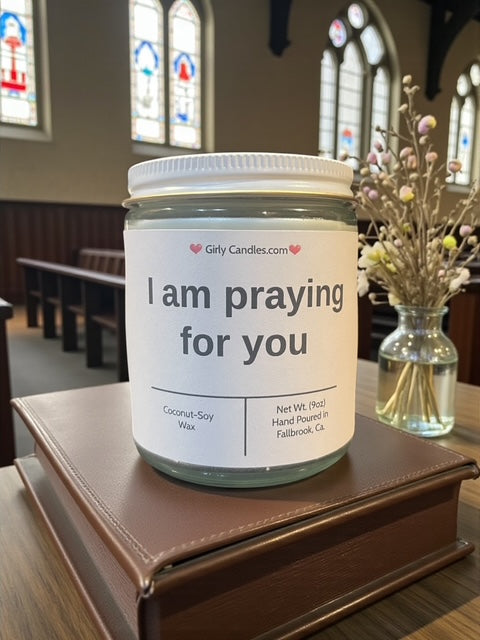 Girly Candles.com
I am praying
for you
Coconut-Soy
Wax
Net Wt. (9oz)
Hand Poured in
Fallbrook, Ca.